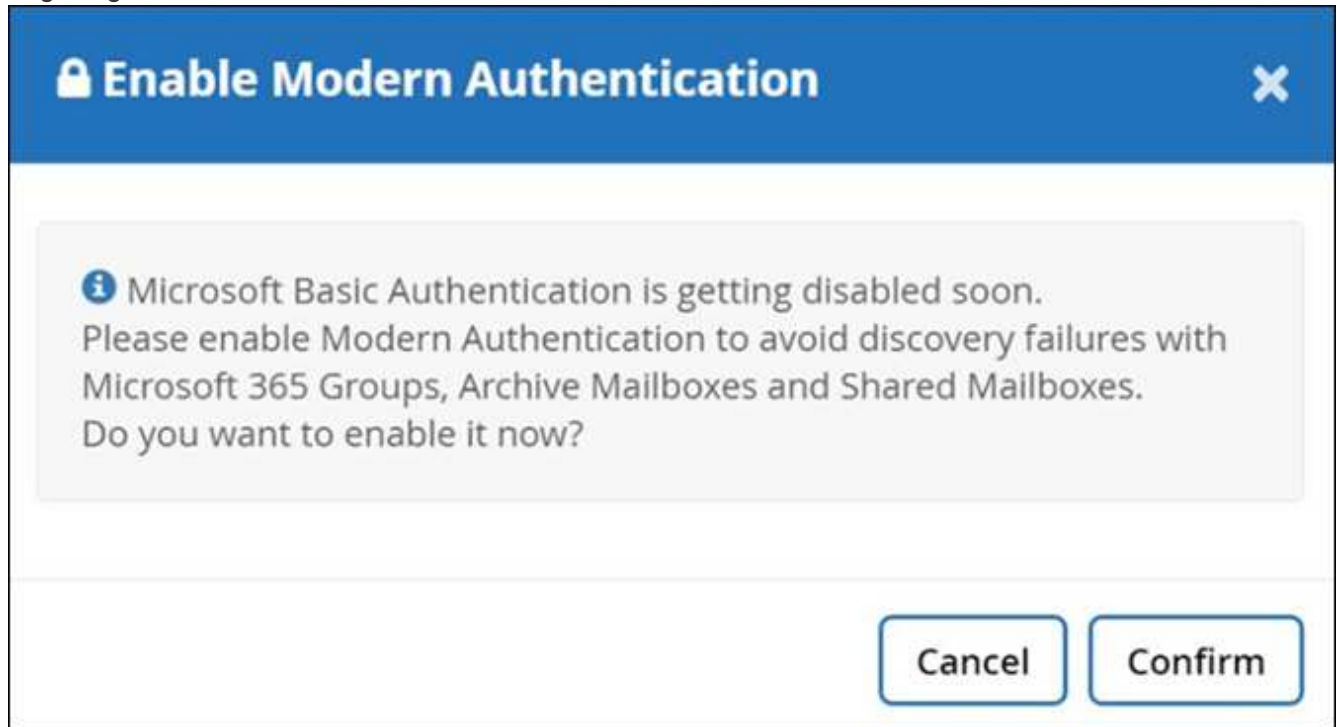 Enable Modern Authentication
Microsoft Basic Authentication is getting disabled soon.
Please enable Modern Authentication to avoid discovery failures with
Microsoft 365 Groups, Archive Mailboxes and Shared Mailboxes.
Do you want to enable it now?
Cancel Confirm